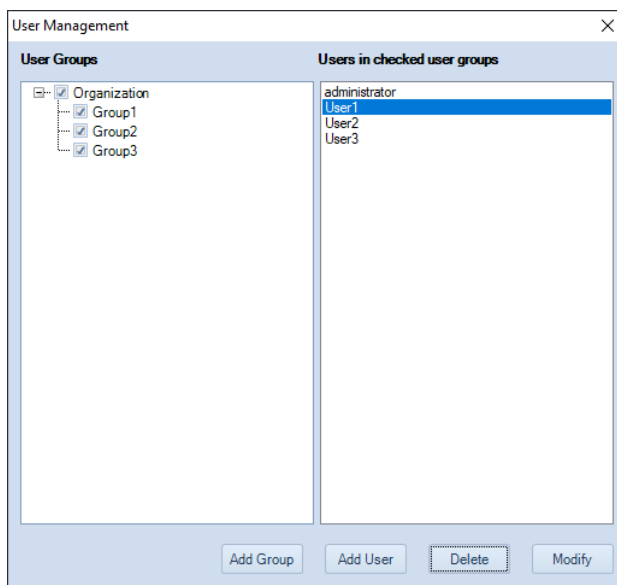 User Management
User Groups
Users in checked user groups
Organization
Group1
Group2
Group3
administrator
User1
User2
User3
Add Group
Add User
Delete
Modify